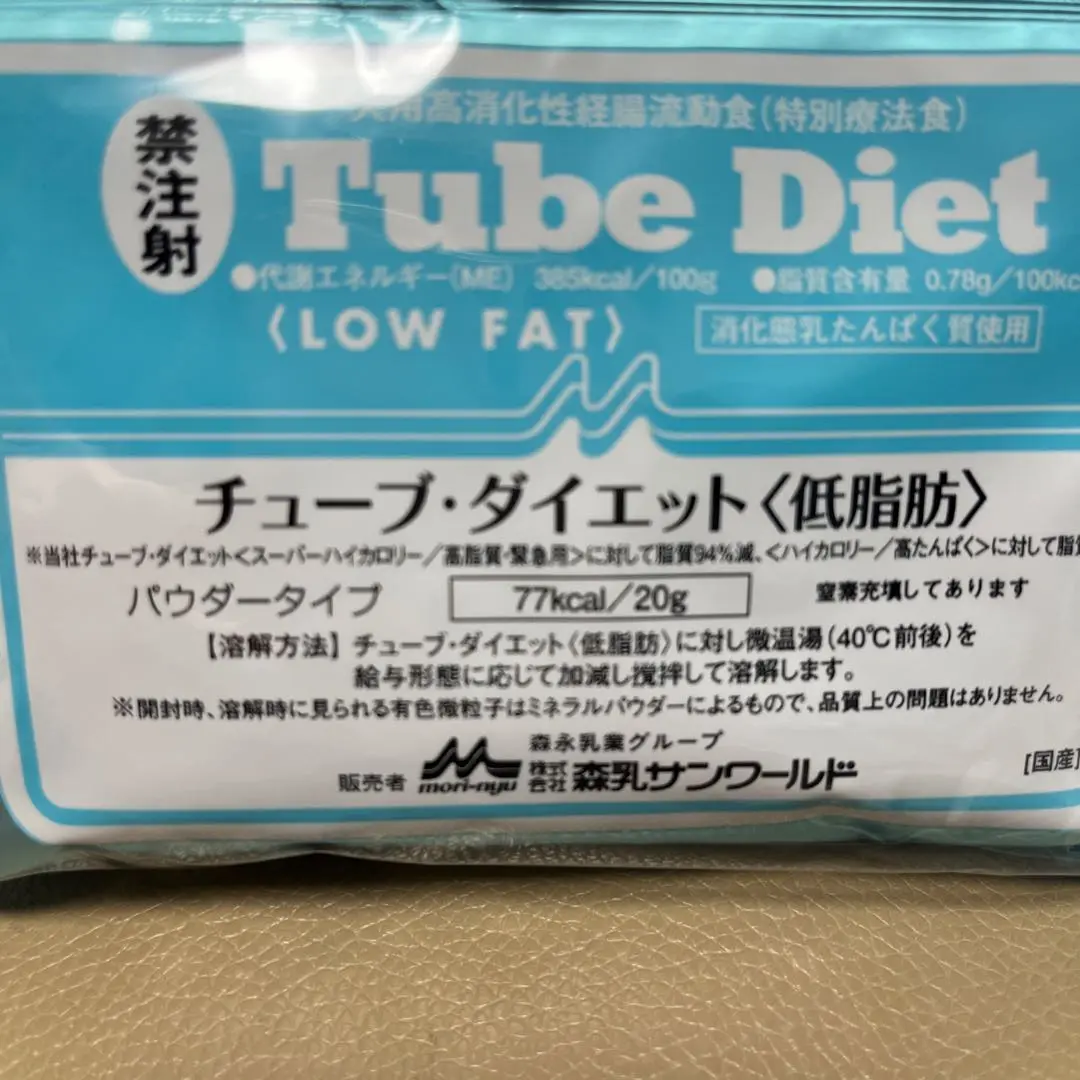 禁注射
用高消化性経腸流動食(特別療法食)
Tube Diet
●代謝エネルギー(ME) 385kcal/100g ●脂質含有量 0.78g/100kc
〈LOW FAT〉 消化態乳たんぱく質使用
チューブ・ダイエット〈低脂肪〉
※当社チューブ・ダイエット<スーパーハイカロリー/高脂質・緊急用>に対して脂質94%減、<ハイカロリー/高たんぱく>に対して脂
パウダータイプ 77kcal/20g 窒素充填してあります
【溶解方法】チューブ・ダイエット〈低脂肪〉に対し微温湯(40℃前後)を
給与形態に応じて加減し撹拌して溶解します。
※開封時、溶解時に見られる有色微粒子はミネラルパウダーによるもので、品質上の問題はありません。
森永乳業グループ
販売者 mori-nyu 株式会社 森乳サンワールド
[国産]